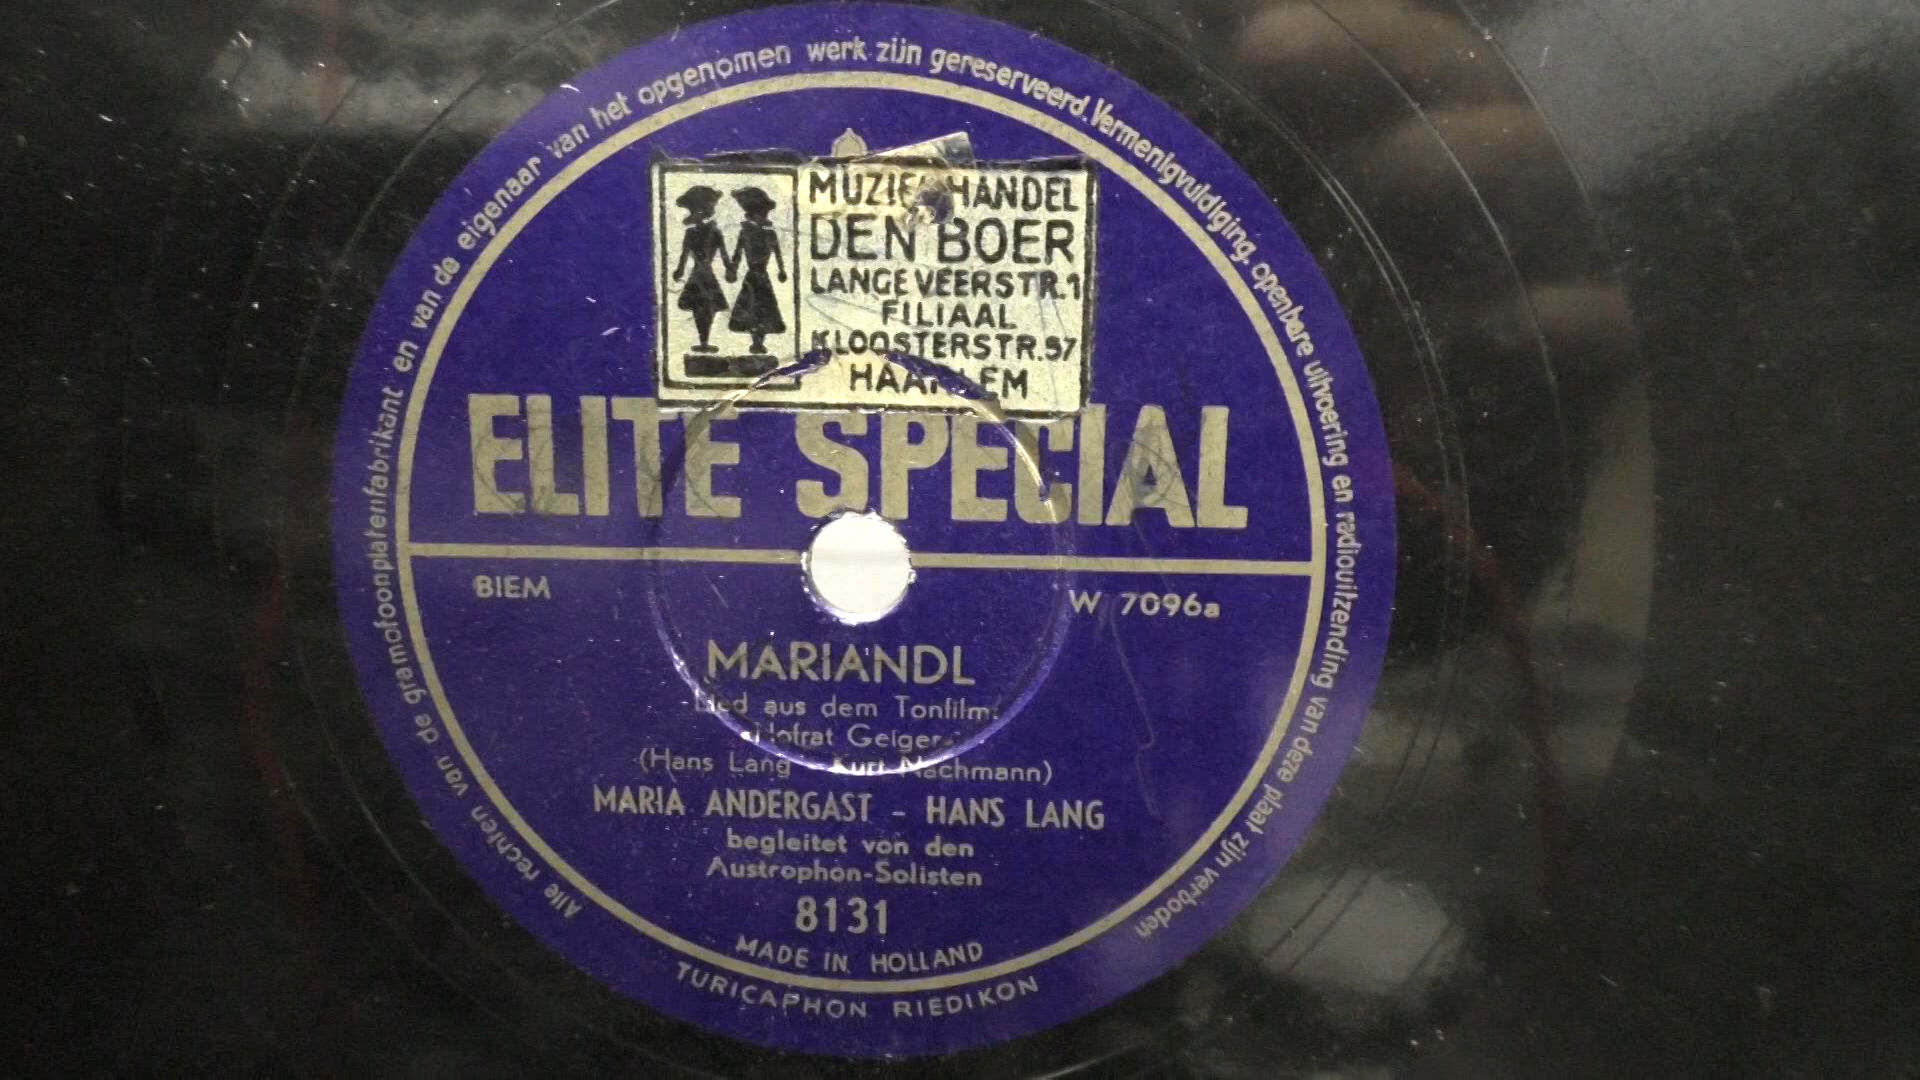 Alle rechten van de gramofoonplatenfabrikant en van de eigenaar van het opgenomen werk zijn gereserveerd. Vermenigvuldiging, openbare uitvoering en radiouitzending van deze plaat zijn verboden
MUZIEKHANDEL
DEN BOER
LANGE VEERSTR.1
FILIAAL
KLOOSTERSTR.57
HAARLEM
ELITE SPECIAL
BIEM
W 7096a
MARIANDL
Lied aus dem Tonfilm:
«Hofrat Geiger»
(Hans Lang - Kurt Nachmann)
MARIA ANDERGAST - HANS LANG
begleitet von den
Austrophon-Solisten
8131
MADE IN HOLLAND
TURICAPHON RIEDIKON